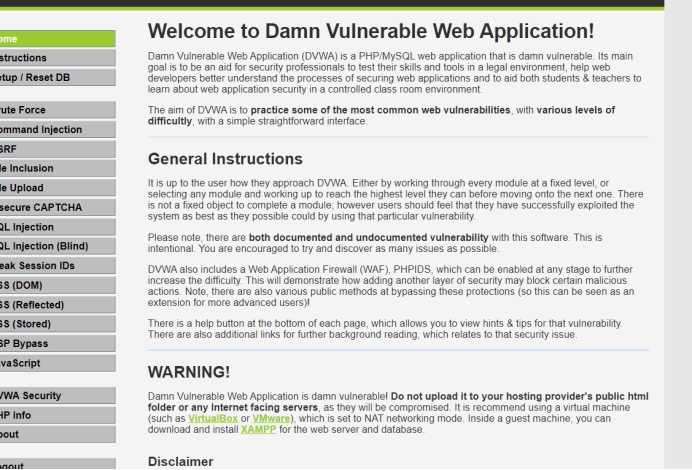 ome
structions
etup / Reset DB
rute Force
ommand Injection
SRF
le Inclusion
le Upload
secure CAPTCHA
QL Injection
QL Injection (Blind)
eak Session IDs
SS (DOM)
SS (Reflected)
SS (Stored)
SP Bypass
vaScript
VWA Security
HP Info
bout
ogout
Welcome to Damn Vulnerable Web Application!
Damn Vulnerable Web Application (DVWA) is a PHP/MySQL web application that is damn vulnerable. Its main
goal is to be an aid for security professionals to test their skills and tools in a legal environment, help web
developers better understand the processes of securing web applications and to aid both students & teachers to
learn about web application security in a controlled class room environment.
The aim of DVWA is to practice some of the most common web vulnerabilities, with various levels of
difficultly, with a simple straightforward interface.
General Instructions
It is up to the user how they approach DVWA. Either by working through every module at a fixed level, or
selecting any module and working up to reach the highest level they can before moving onto the next one. There
is not a fixed object to complete a module; however users should feel that they have successfully exploited the
system as best as they possible could by using that particular vulnerability.
Please note, there are both documented and undocumented vulnerability with this software. This is
intentional. You are encouraged to try and discover as many issues as possible.
DVWA also includes a Web Application Firewall (WAF), PHPIDS, which can be enabled at any stage to further
increase the difficulty. This will demonstrate how adding another layer of security may block certain malicious
actions. Note, there are also various public methods at bypassing these protections (so this can be seen as an
extension for more advanced users)!
There is a help button at the bottom of each page, which allows you to view hints & tips for that vulnerability.
There are also additional links for further background reading, which relates to that security issue.
WARNING!
Damn Vulnerable Web Application is damn vulnerable! Do not upload it to your hosting provider's public html
folder or any Internet facing servers, as they will be compromised. It is recommend using a virtual machine
(such as VirtualBox or VMware), which is set to NAT networking mode. Inside a guest machine, you can
download and install XAMPP for the web server and database.
Disclaimer